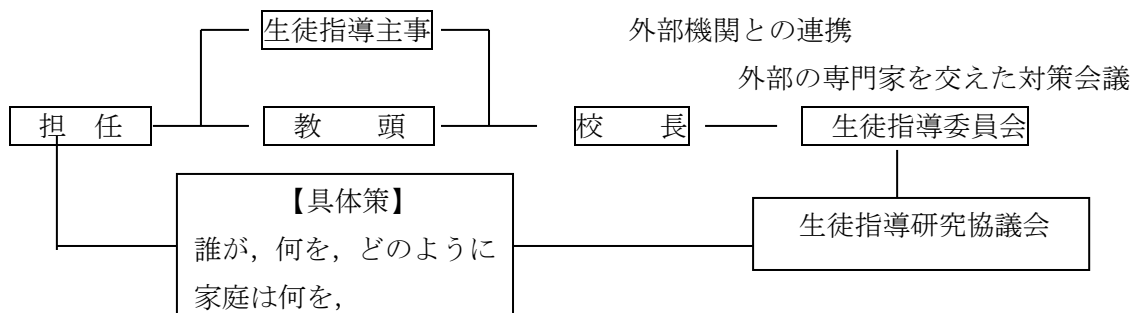 生徒指導主事
外部機関との連携
外部の専門家を交えた対策会議
担　任
教　　頭
校　　長
生徒指導委員会
【具体策】
誰が，何を，どのように
家庭は何を，
生徒指導研究協議会